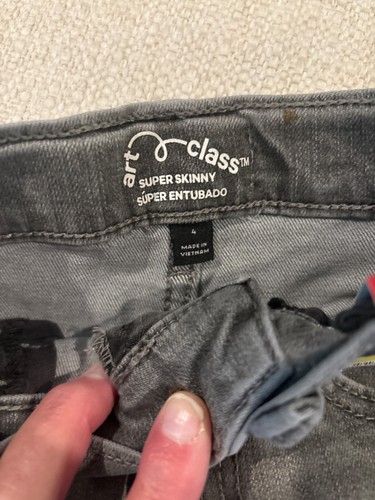 art class™
SUPER SKINNY
SÚPER ENTUBADO
4
MADE IN
VIETNAM